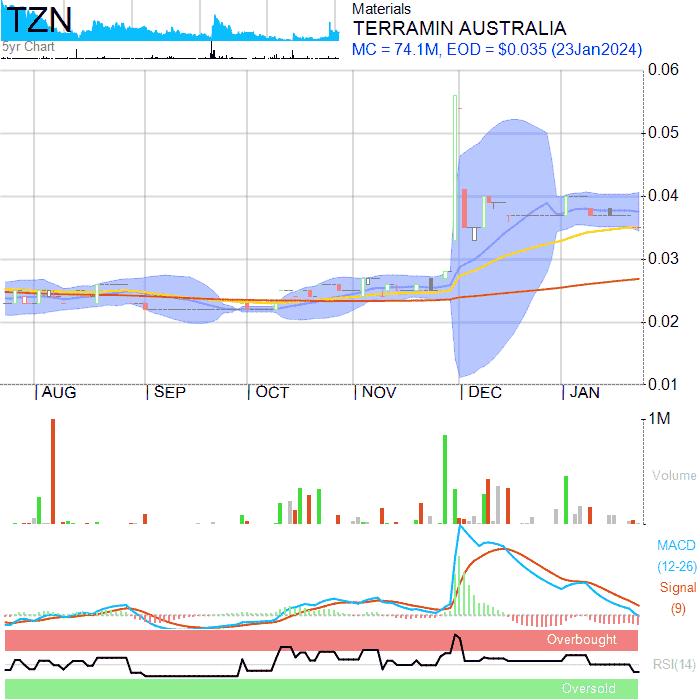 TZN
5yr Chart
Materials
TERRAMIN AUSTRALIA
MC = 74.1M, EOD = $0.035 (23Jan2024)
0.06
0.05
0.04
0.03
0.02
0.01
AUG SEP OCT NOV DEC JAN
1M
Volume
MACD
(12-26)
Signal
(9)
Overbought
RSI(14)
Oversold